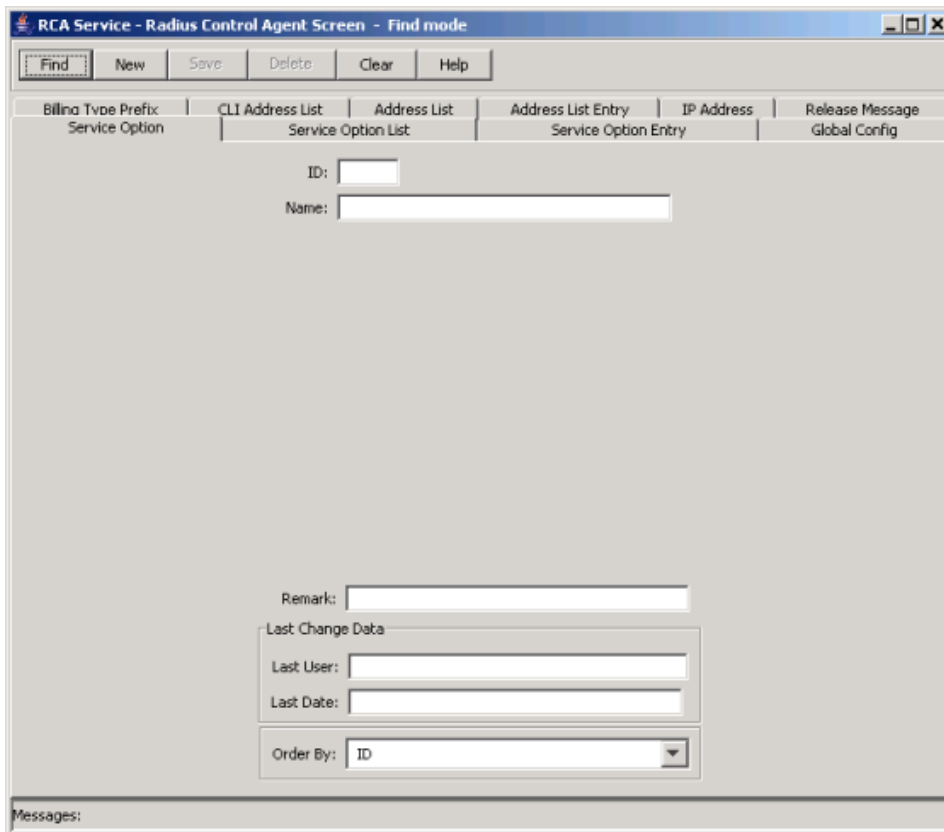 RCA Service - Radius Control Agent Screen - Find mode
Find New Save Delete Clear Help
Billing Type Prefix CLI Address List Address List Address List Entry IP Address Release Message
Service Option Service Option List Service Option Entry Global Config
ID:
Name:
Remark:
Last Change Data
Last User:
Last Date:
Order By: ID
Messages: